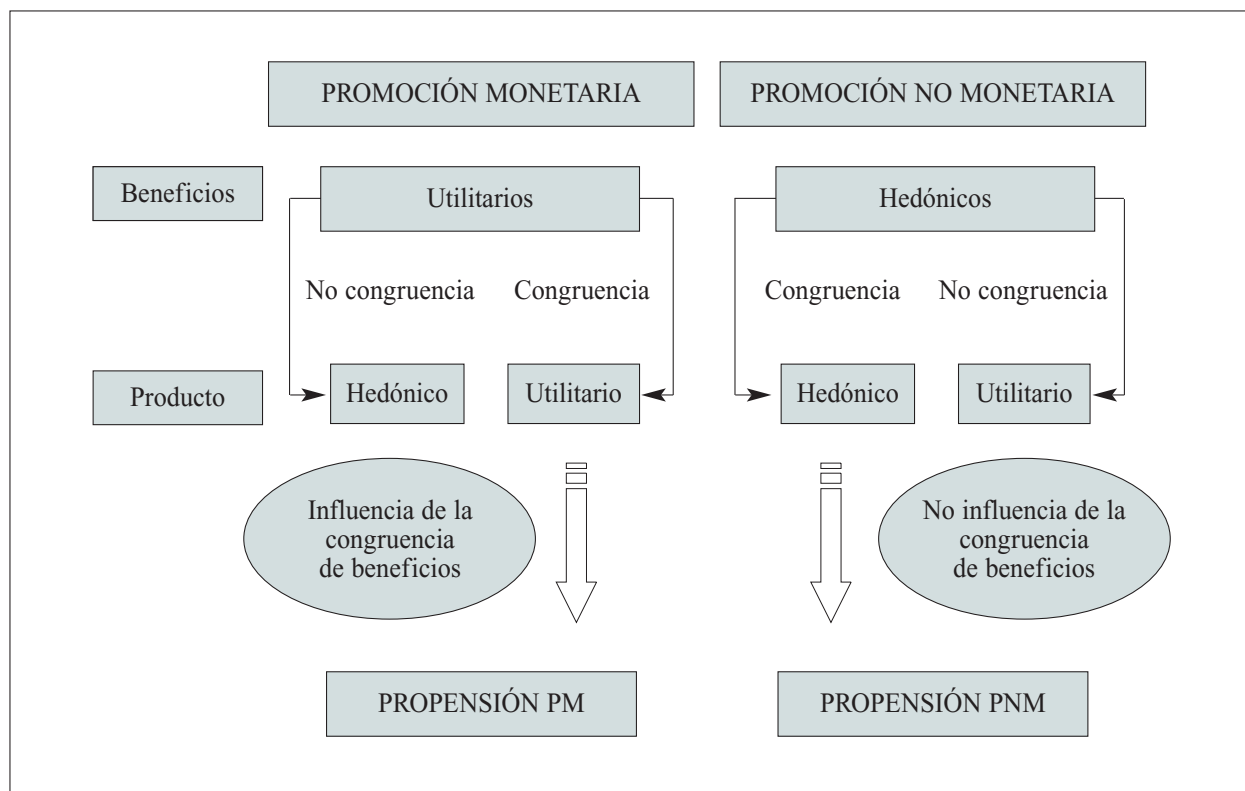 PROMOCIÓN MONETARIA
PROMOCIÓN NO MONETARIA
Beneficios
Utilitarios
Hedónicos
No congruencia
Congruencia
Congruencia
No congruencia
Producto
Hedónico
Utilitario
Hedónico
Utilitario
Influencia de la
congruencia
de beneficios
No influencia de la
congruencia
de beneficios
PROPENSIÓN PM
PROPENSIÓN PNM